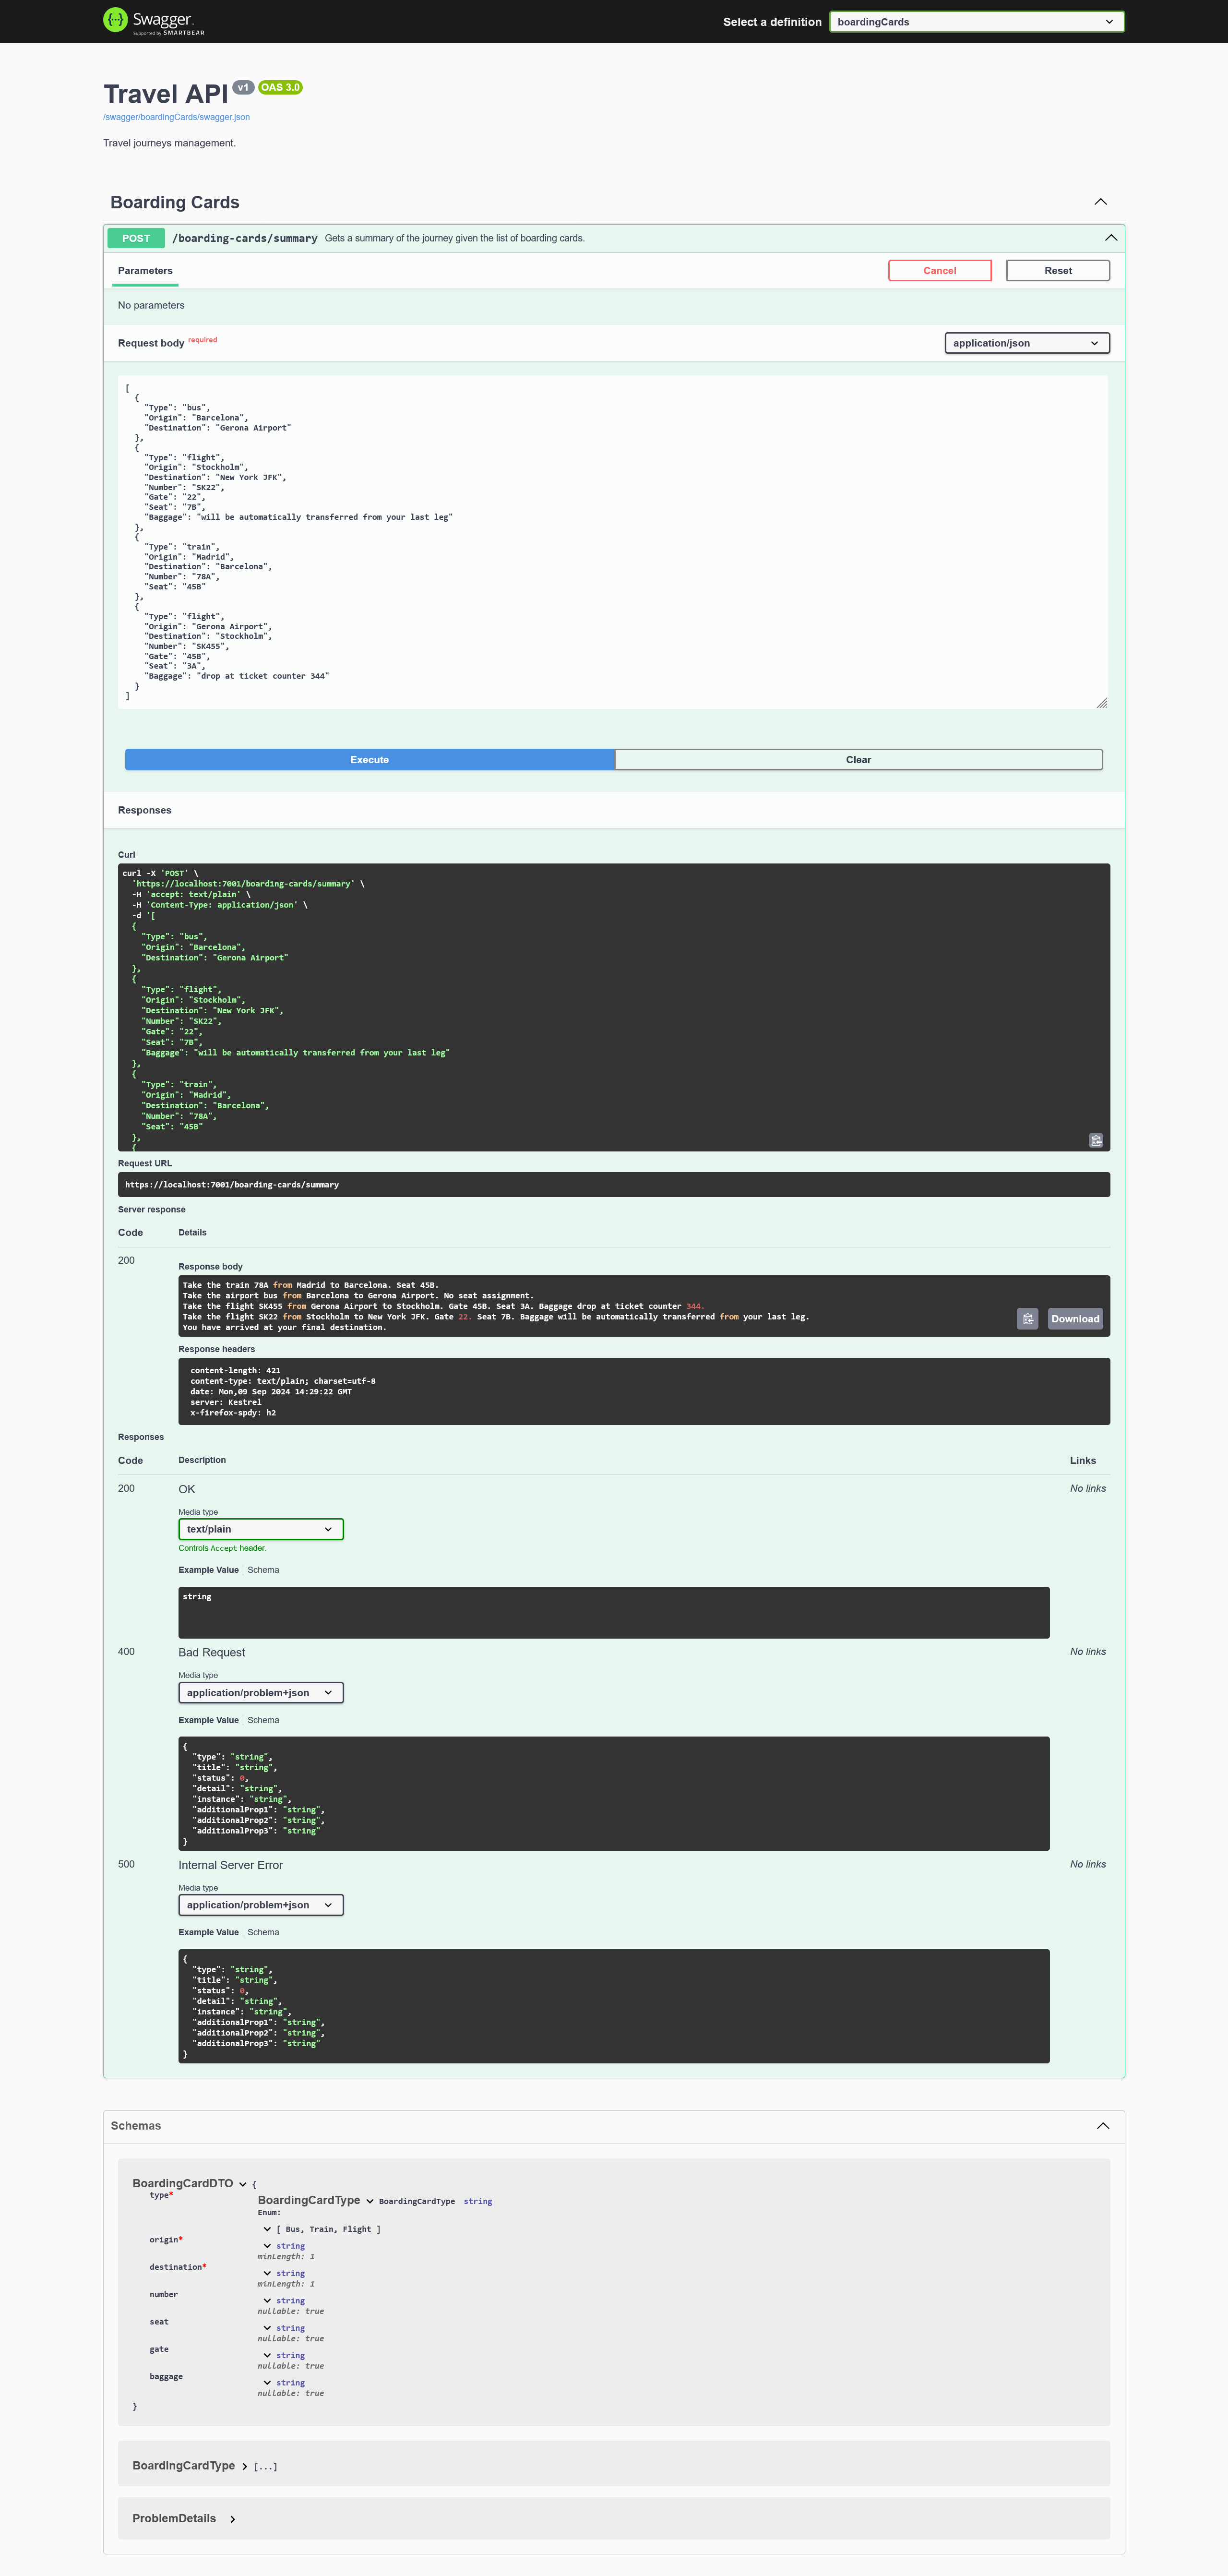 Swagger.
Supported by SMARTBEAR
Select a definition
boardingCards
Travel API v1 OAS 3.0
/swagger/boardingCards/swagger.json
Travel journeys management.
Boarding Cards
POST /boarding-cards/summary Gets a summary of the journey given the list of boarding cards.
Parameters
Cancel
Reset
No parameters
Request body required
application/json
[
  {
    "Type": "bus",
    "Origin": "Barcelona",
    "Destination": "Gerona Airport"
  },
  {
    "Type": "flight",
    "Origin": "Stockholm",
    "Destination": "New York JFK",
    "Number": "SK22",
    "Gate": "22",
    "Seat": "7B",
    "Baggage": "will be automatically transferred from your last leg"
  },
  {
    "Type": "train",
    "Origin": "Madrid",
    "Destination": "Barcelona",
    "Number": "78A",
    "Seat": "45B"
  },
  {
    "Type": "flight",
    "Origin": "Gerona Airport",
    "Destination": "Stockholm",
    "Number": "SK455",
    "Gate": "45B",
    "Seat": "3A",
    "Baggage": "drop at ticket counter 344"
  }
]
Execute
Clear
Responses
Curl
curl -X 'POST' \
  'https://localhost:7001/boarding-cards/summary' \
  -H 'accept: text/plain' \
  -H 'Content-Type: application/json' \
  -d '[
  {
    "Type": "bus",
    "Origin": "Barcelona",
    "Destination": "Gerona Airport"
  },
  {
    "Type": "flight",
    "Origin": "Stockholm",
    "Destination": "New York JFK",
    "Number": "SK22",
    "Gate": "22",
    "Seat": "7B",
    "Baggage": "will be automatically transferred from your last leg"
  },
  {
    "Type": "train",
    "Origin": "Madrid",
    "Destination": "Barcelona",
    "Number": "78A",
    "Seat": "45B"
  },
  {
Request URL
https://localhost:7001/boarding-cards/summary
Server response
Code Details
200
Response body
Take the train 78A from Madrid to Barcelona. Seat 45B.
Take the airport bus from Barcelona to Gerona Airport. No seat assignment.
Take the flight SK455 from Gerona Airport to Stockholm. Gate 45B. Seat 3A. Baggage drop at ticket counter 344.
Take the flight SK22 from Stockholm to New York JFK. Gate 22. Seat 7B. Baggage will be automatically transferred from your last leg.
You have arrived at your final destination.
Download
Response headers
content-length: 421
content-type: text/plain; charset=utf-8
date: Mon,09 Sep 2024 14:29:22 GMT
server: Kestrel
x-firefox-spdy: h2
Responses
Code Description Links
200 OK No links
Media type
text/plain
Controls Accept header.
Example Value Schema
string
400 Bad Request No links
Media type
application/problem+json
Example Value Schema
{
  "type": "string",
  "title": "string",
  "status": 0,
  "detail": "string",
  "instance": "string",
  "additionalProp1": "string",
  "additionalProp2": "string",
  "additionalProp3": "string"
}
500 Internal Server Error No links
Media type
application/problem+json
Example Value Schema
{
  "type": "string",
  "title": "string",
  "status": 0,
  "detail": "string",
  "instance": "string",
  "additionalProp1": "string",
  "additionalProp2": "string",
  "additionalProp3": "string"
}
Schemas
BoardingCardDTO {
type* BoardingCardType BoardingCardType string
Enum:
[ Bus, Train, Flight ]
origin* string
minLength: 1
destination* string
minLength: 1
number string
nullable: true
seat string
nullable: true
gate string
nullable: true
baggage string
nullable: true
}
BoardingCardType [...]
ProblemDetails